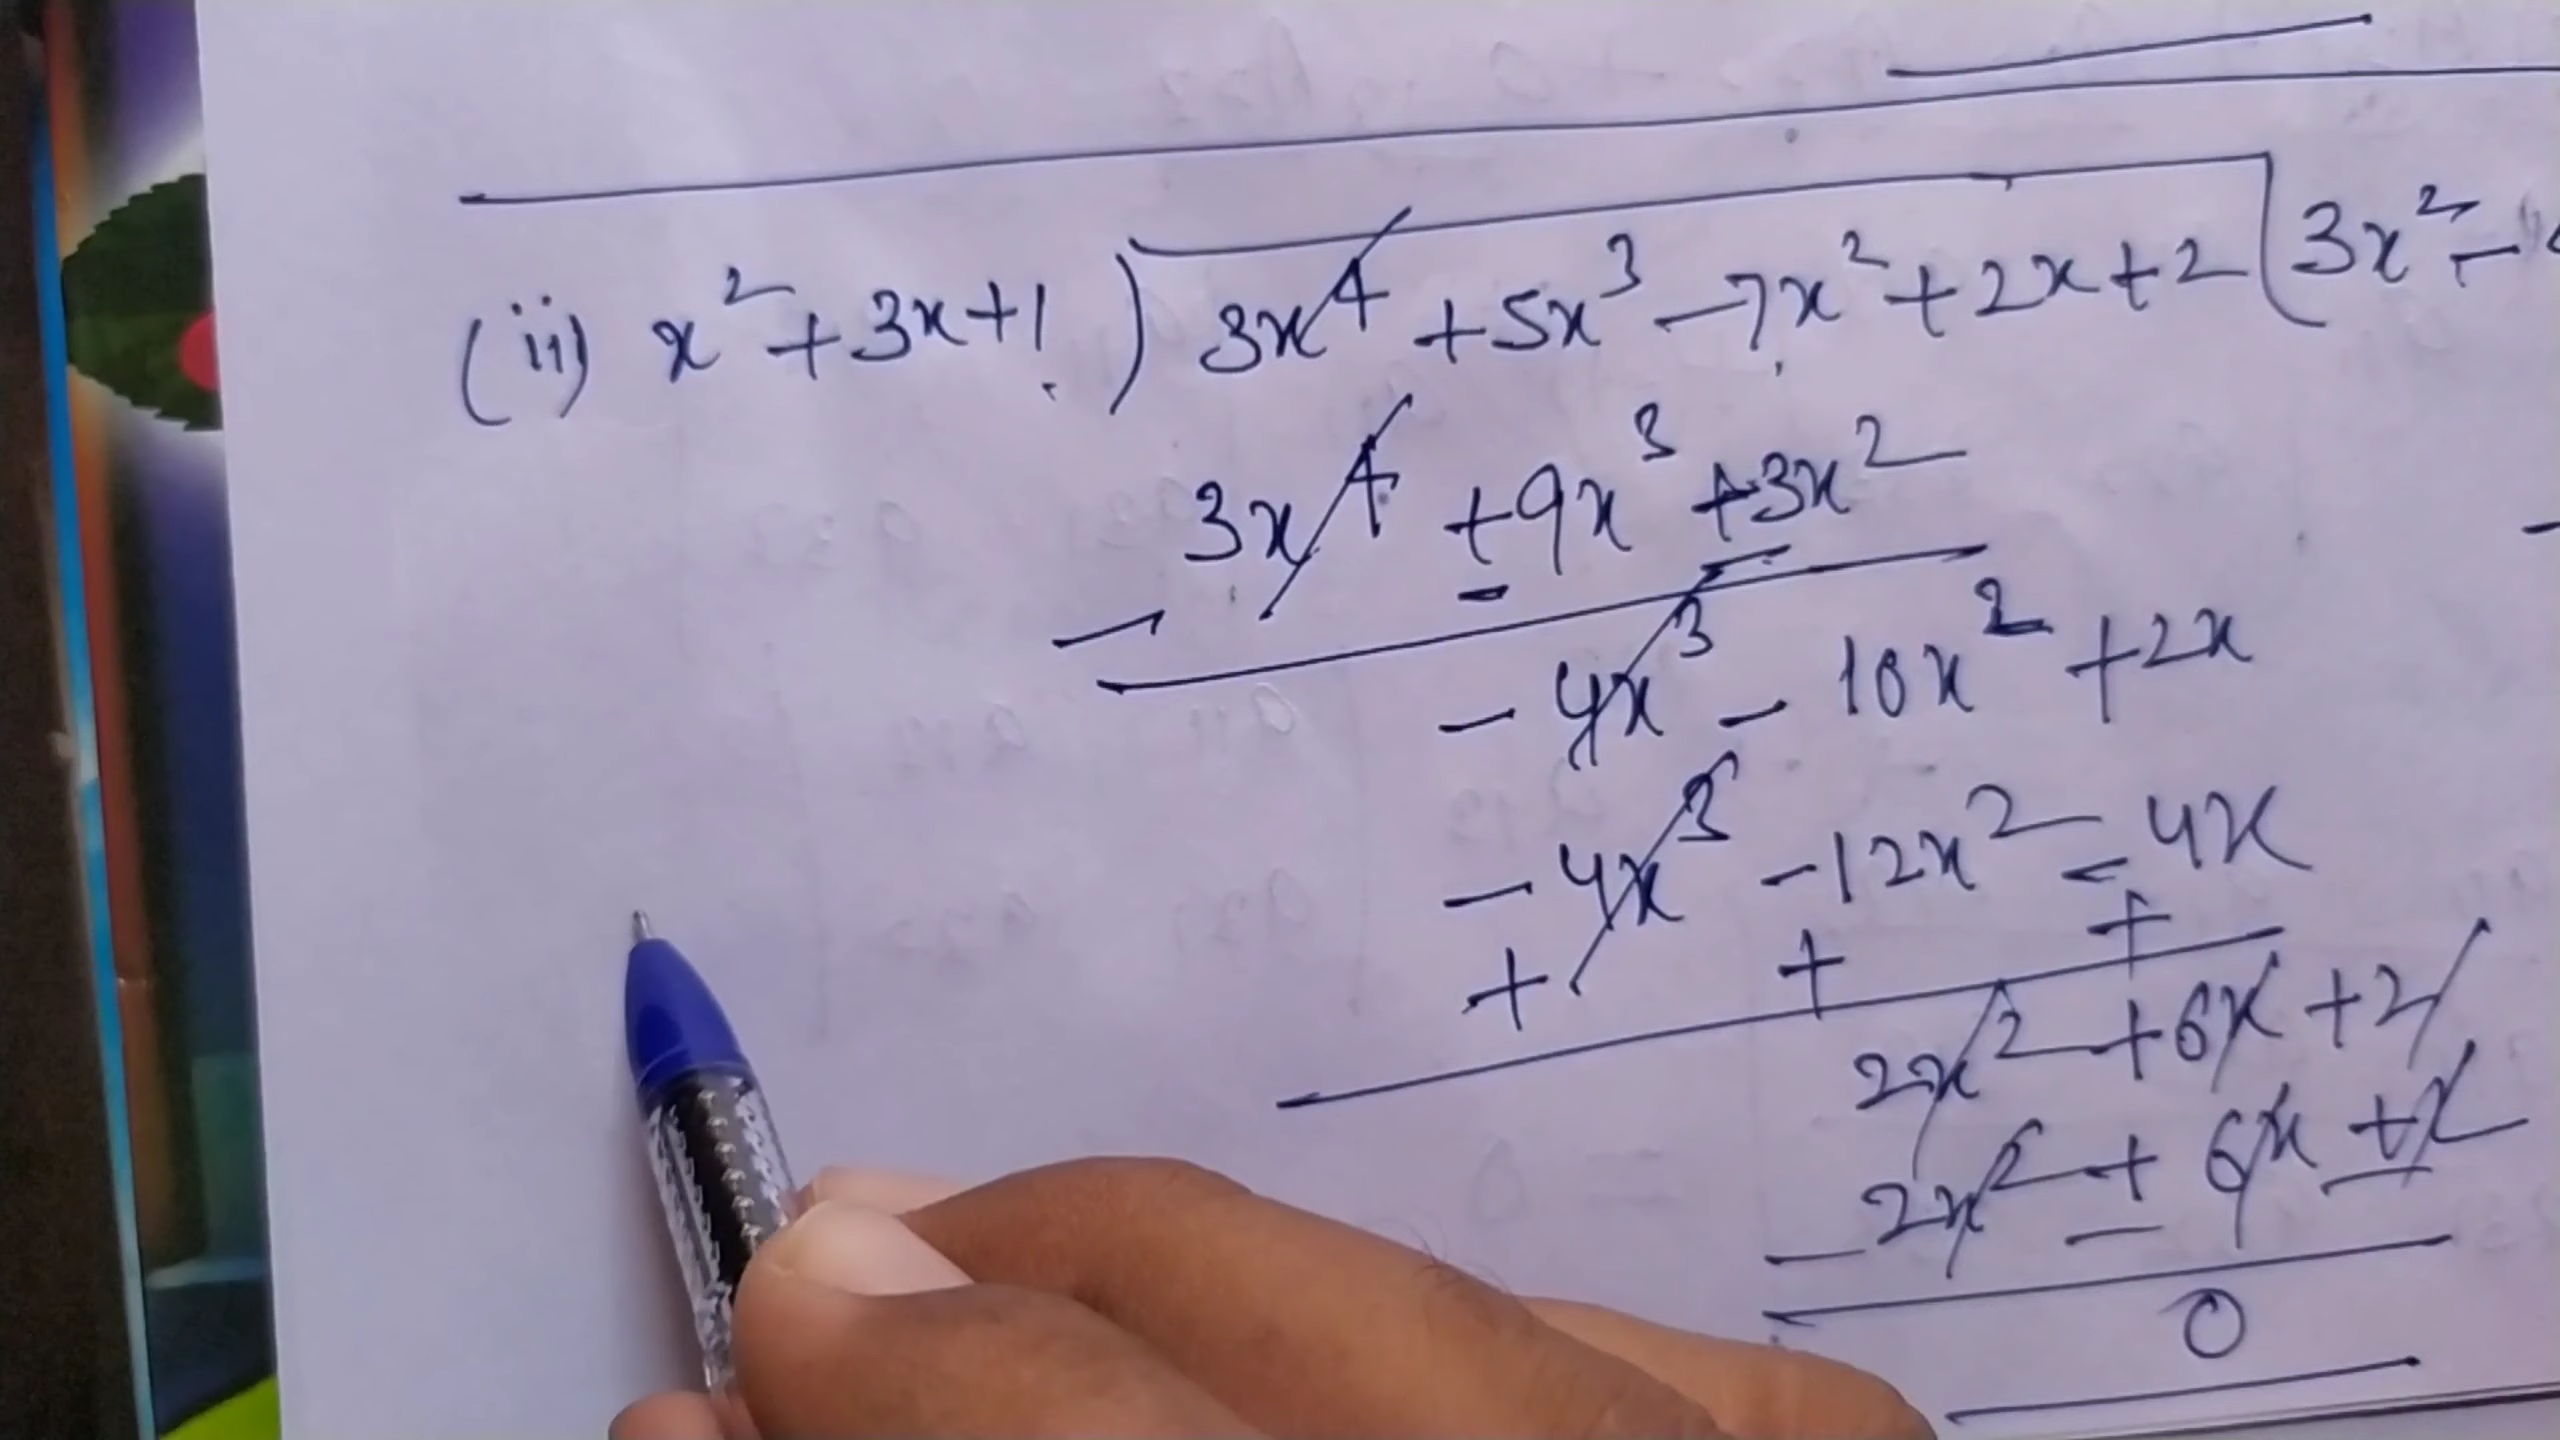 (ii) x² + 3x + 1 ) 3x⁴ + 5x³ - 7x² + 2x + 2 ( 3x² -
3x⁴ + 9x³ + 3x²
- - -
- 4x³ - 10x² + 2x
- 4x³ - 12x² - 4x
+ + +
2x² + 6x + 2
2x² + 6x + 2
- - -
0